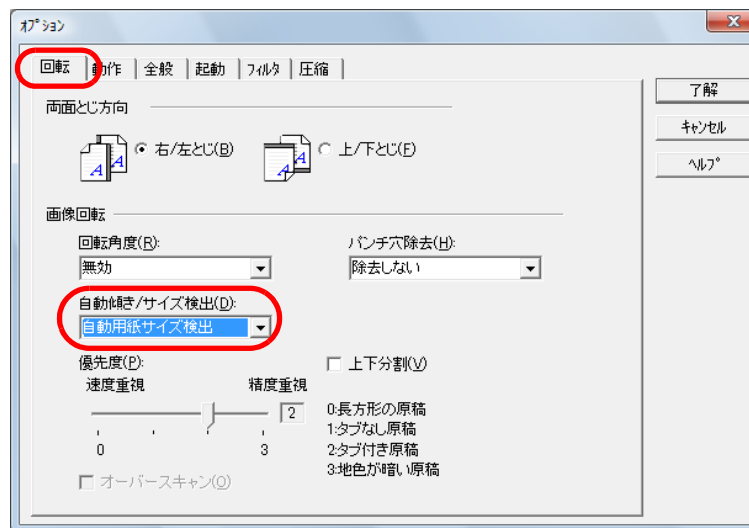 オプション
回転 動作 全般 起動 フィルタ 圧縮
了解
キャンセル
ヘルプ
両面とじ方向
A A 右/左とじ(B) A A 上/下とじ(E)
画像回転
回転角度(R): パンチ穴除去(H):
無効 除去しない
自動傾き/サイズ検出(D):
自動用紙サイズ検出
優先度(P): 上下分割(V)
速度重視 精度重視
2
0 3
0:長方形の原稿
1:タブなし原稿
2:タブ付き原稿
3:地色が暗い原稿
オーバースキャン(O)